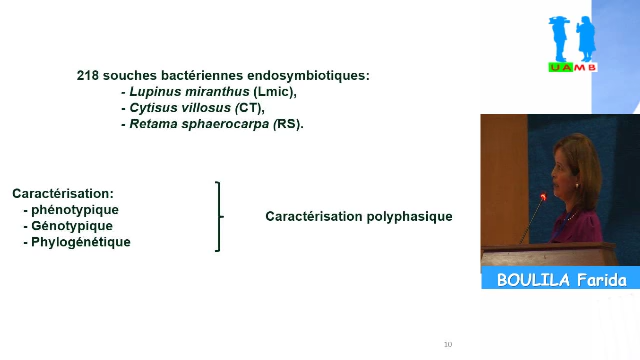 218 souches bactériennes endosymbiotiques:
- Lupinus miranthus (Lmic),
- Cytisus villosus (CT),
- Retama sphaerocarpa (RS).
Caractérisation:
- phénotypique
- Génotypique
- Phylogénétique
Caractérisation polyphasique
10
UAMB
BOULILA Farida